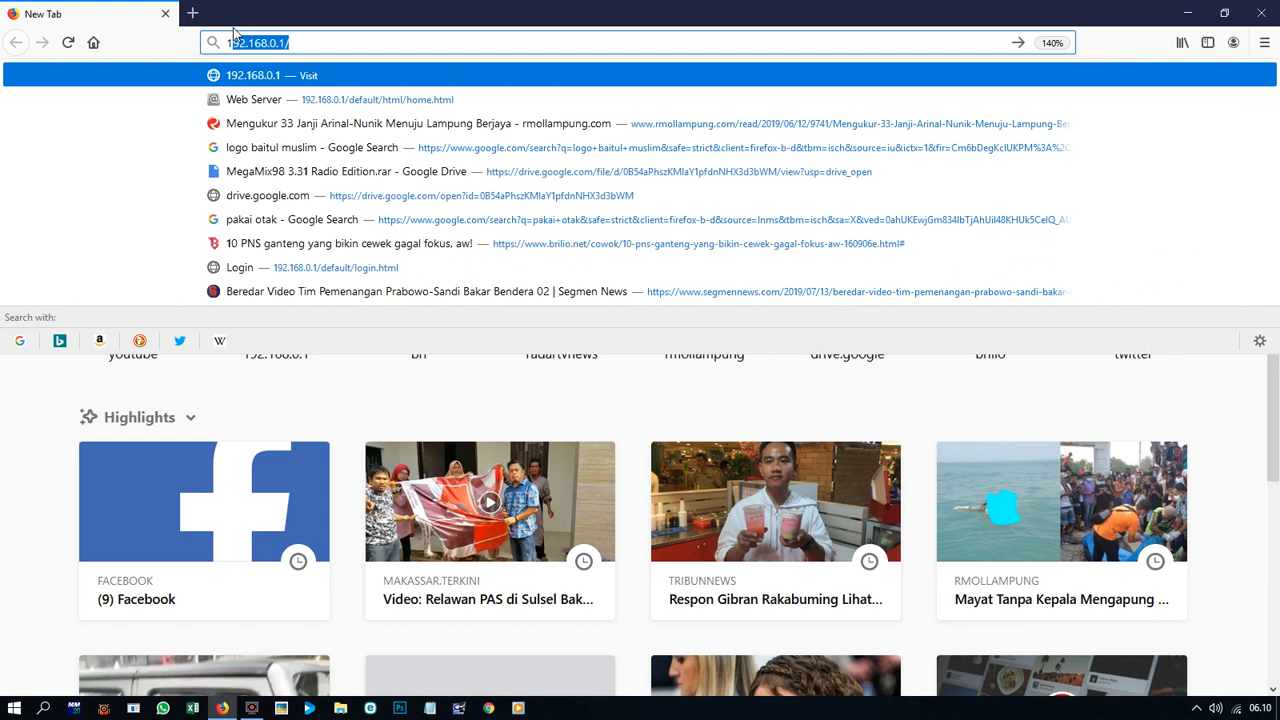 New Tab
192.168.0.1/
140%
192.168.0.1 — Visit
Web Server — 192.168.0.1/default/html/home.html
Mengukur 33 Janji Arinal-Nunik Menuju Lampung Berjaya - rmollampung.com — www.rmollampung.com/read/2019/06/12/9741/Mengukur-33-Janji-Arinal-Nunik-Menuju-Lampung-Be
logo baitul muslim - Google Search — https://www.google.com/search?q=logo+baitul+muslim&safe=strict&client=firefox-b-d&tbm=isch&source=iu&ictx=1&fir=Cm6bDegKclUKPM%3A%2C
MegaMix98 3.31 Radio Edition.rar - Google Drive — https://drive.google.com/file/d/0B54aPhszKMIaY1pfdnNHX3d3bWM/view?usp=drive_open
drive.google.com — https://drive.google.com/open?id=0B54aPhszKMIaY1pfdnNHX3d3bWM
pakai otak - Google Search — https://www.google.com/search?q=pakai+otak&safe=strict&client=firefox-b-d&source=lnms&tbm=isch&sa=X&ved=0ahUKEwjGm834lbTjAhUil48KHUk5CeIQ_A
10 PNS ganteng yang bikin cewek gagal fokus, aw! — https://www.brilio.net/cowok/10-pns-ganteng-yang-bikin-cewek-gagal-fokus-aw-160906e.html#
Login — 192.168.0.1/default/login.html
Beredar Video Tim Pemenangan Prabowo-Sandi Bakar Bendera 02 | Segmen News — https://www.segmennews.com/2019/07/13/beredar-video-tim-pemenangan-prabowo-sandi-bakar-
Search with:
youtube 192.168.0.1 bri radartvnews rmollampung drive.google brilio twitter
Highlights
FACEBOOK
(9) Facebook
MAKASSAR.TERKINI
Video: Relawan PAS di Sulsel Bak...
TRIBUNNEWS
Respon Gibran Rakabuming Lihat...
RMOLLAMPUNG
Mayat Tanpa Kepala Mengapung ...
06.10